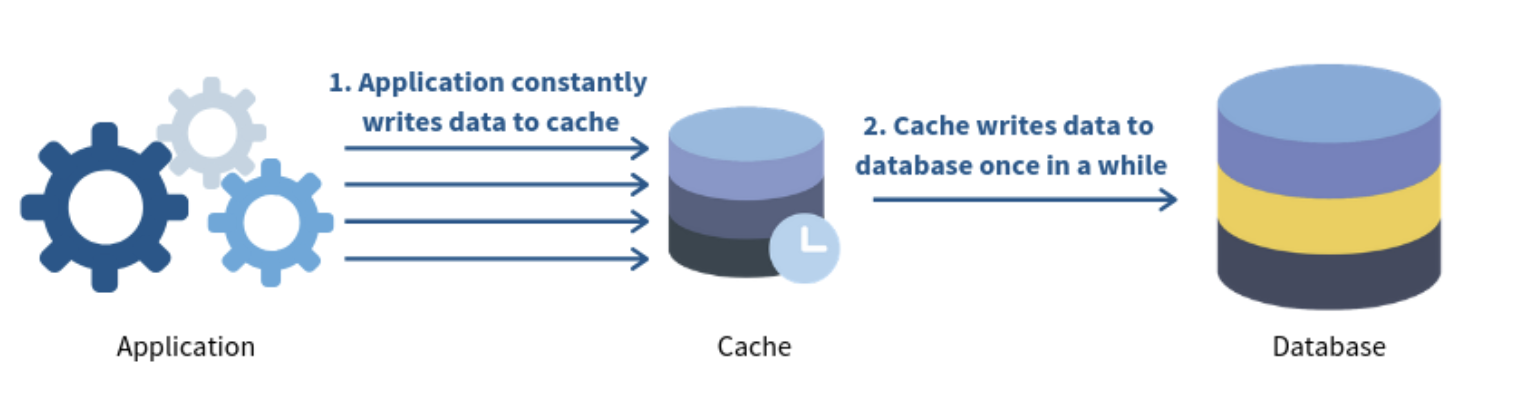 1. Application constantly
writes data to cache
2. Cache writes data to
database once in a while
Application
Cache
Database